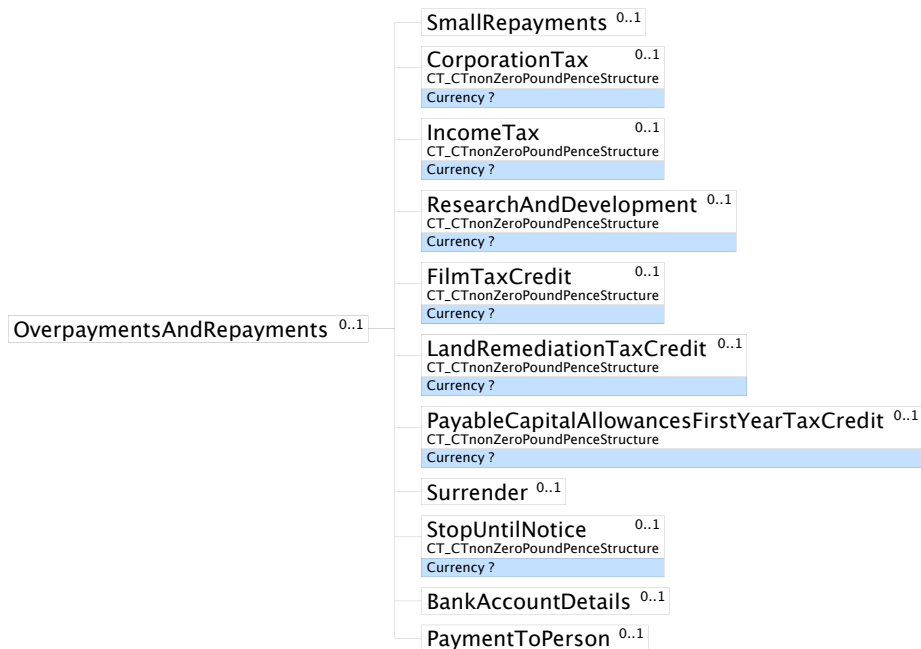 SmallRepayments 0..1
CorporationTax 0..1
CT_CTnonZeroPoundPenceStructure
Currency ?
IncomeTax 0..1
CT_CTnonZeroPoundPenceStructure
Currency ?
ResearchAndDevelopment 0..1
CT_CTnonZeroPoundPenceStructure
Currency ?
FilmTaxCredit 0..1
CT_CTnonZeroPoundPenceStructure
Currency ?
OverpaymentsAndRepayments 0..1
LandRemediationTaxCredit 0..1
CT_CTnonZeroPoundPenceStructure
Currency ?
PayableCapitalAllowancesFirstYearTaxCredit 0..1
CT_CTnonZeroPoundPenceStructure
Currency ?
Surrender 0..1
StopUntilNotice 0..1
CT_CTnonZeroPoundPenceStructure
Currency ?
BankAccountDetails 0..1
PaymentToPerson 0..1